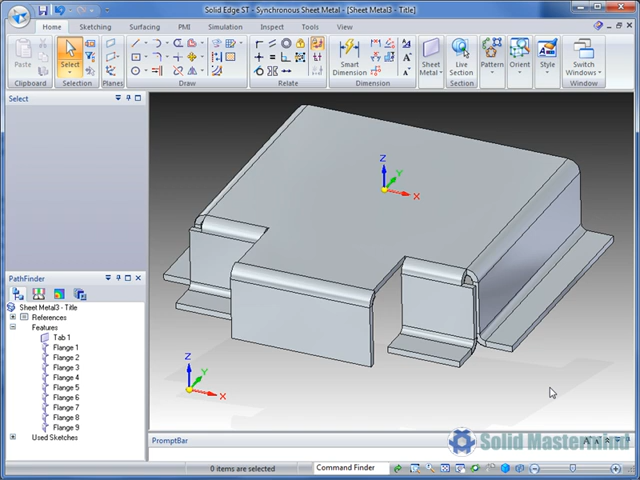 Solid Edge ST - Synchronous Sheet Metal - [Sheet Metal3 - Title]
Home Sketching Surfacing PMI Simulation Inspect Tools View
Paste
Select
Smart Dimension
Sheet Metal
Live Section
Pattern
Orient
Style
Switch Windows
Clipboard Selection Planes Draw Relate Dimension Section Window
Select
Z
Y
X
PathFinder
Sheet Metal3 - Title
References
Features
Tab 1
Flange 1
Flange 2
Flange 3
Flange 4
Flange 5
Flange 6
Flange 7
Flange 8
Flange 9
Used Sketches
Z
Y
X
PromptBar
Solid Mastermind
0 items are selected
Command Finder